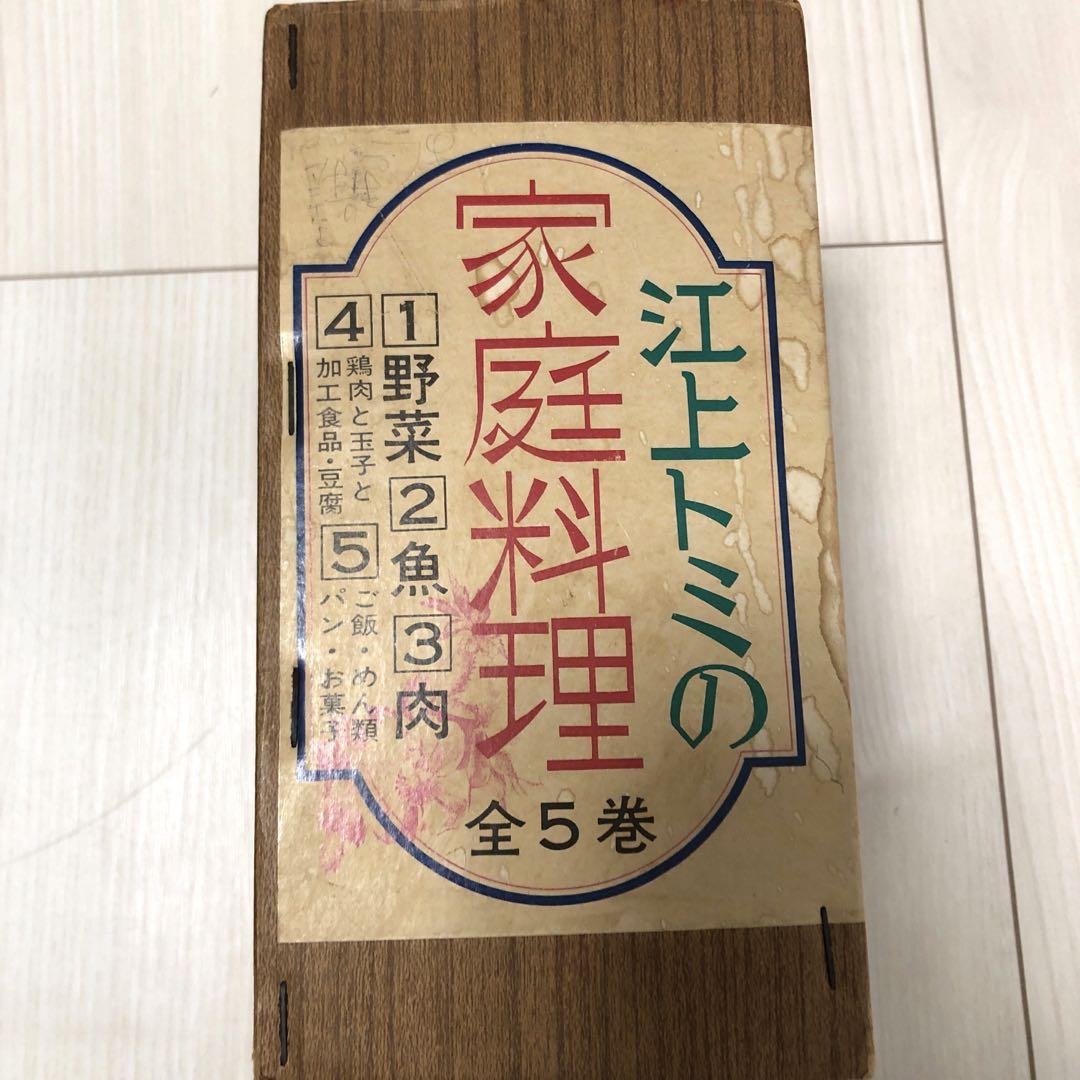 江上トミの
家庭料理
1野菜2魚3肉
4鶏肉と玉子と
加工食品・豆腐
5ご飯・めん類
パン・お菓子
全5巻